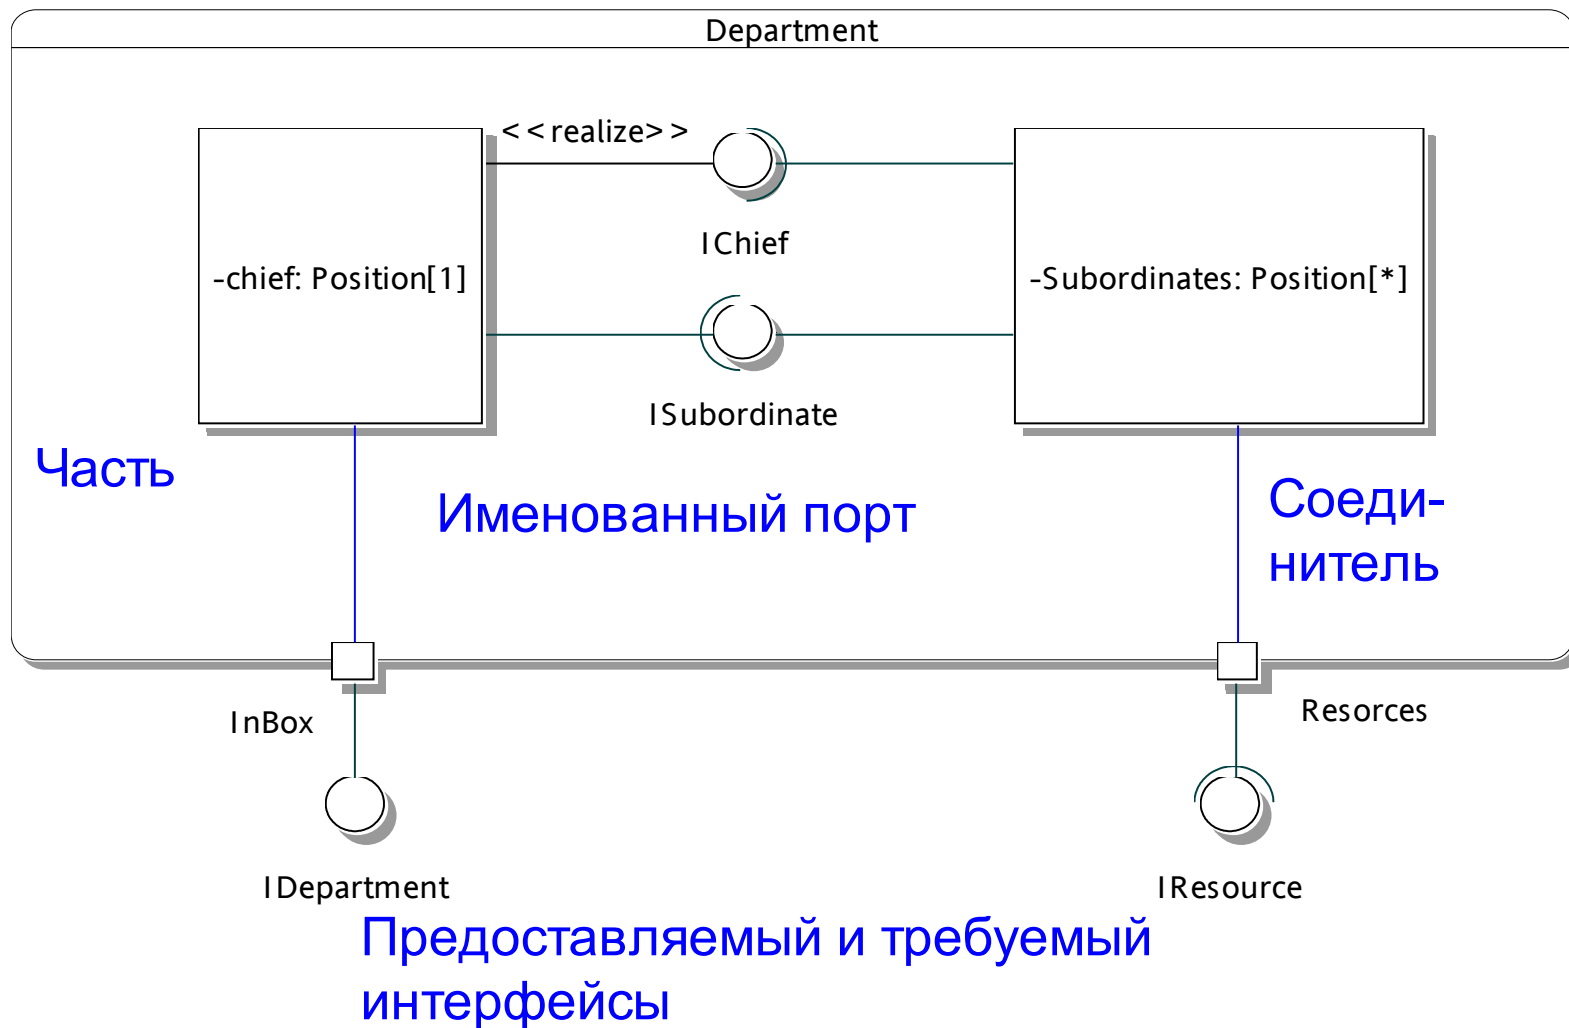 Department
<<realize>>
IChief
-chief: Position[1]
-Subordinates: Position[*]
ISubordinate
Часть
Именованный порт
Соеди-
нитель
InBox
Resorces
IDepartment
IResource
Предоставляемый и требуемый
интерфейсы